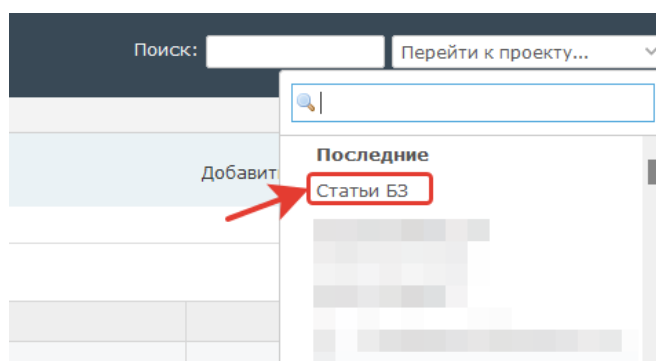 Поиск:
Перейти к проекту...
Последние
Добавит
Статьи БЗ